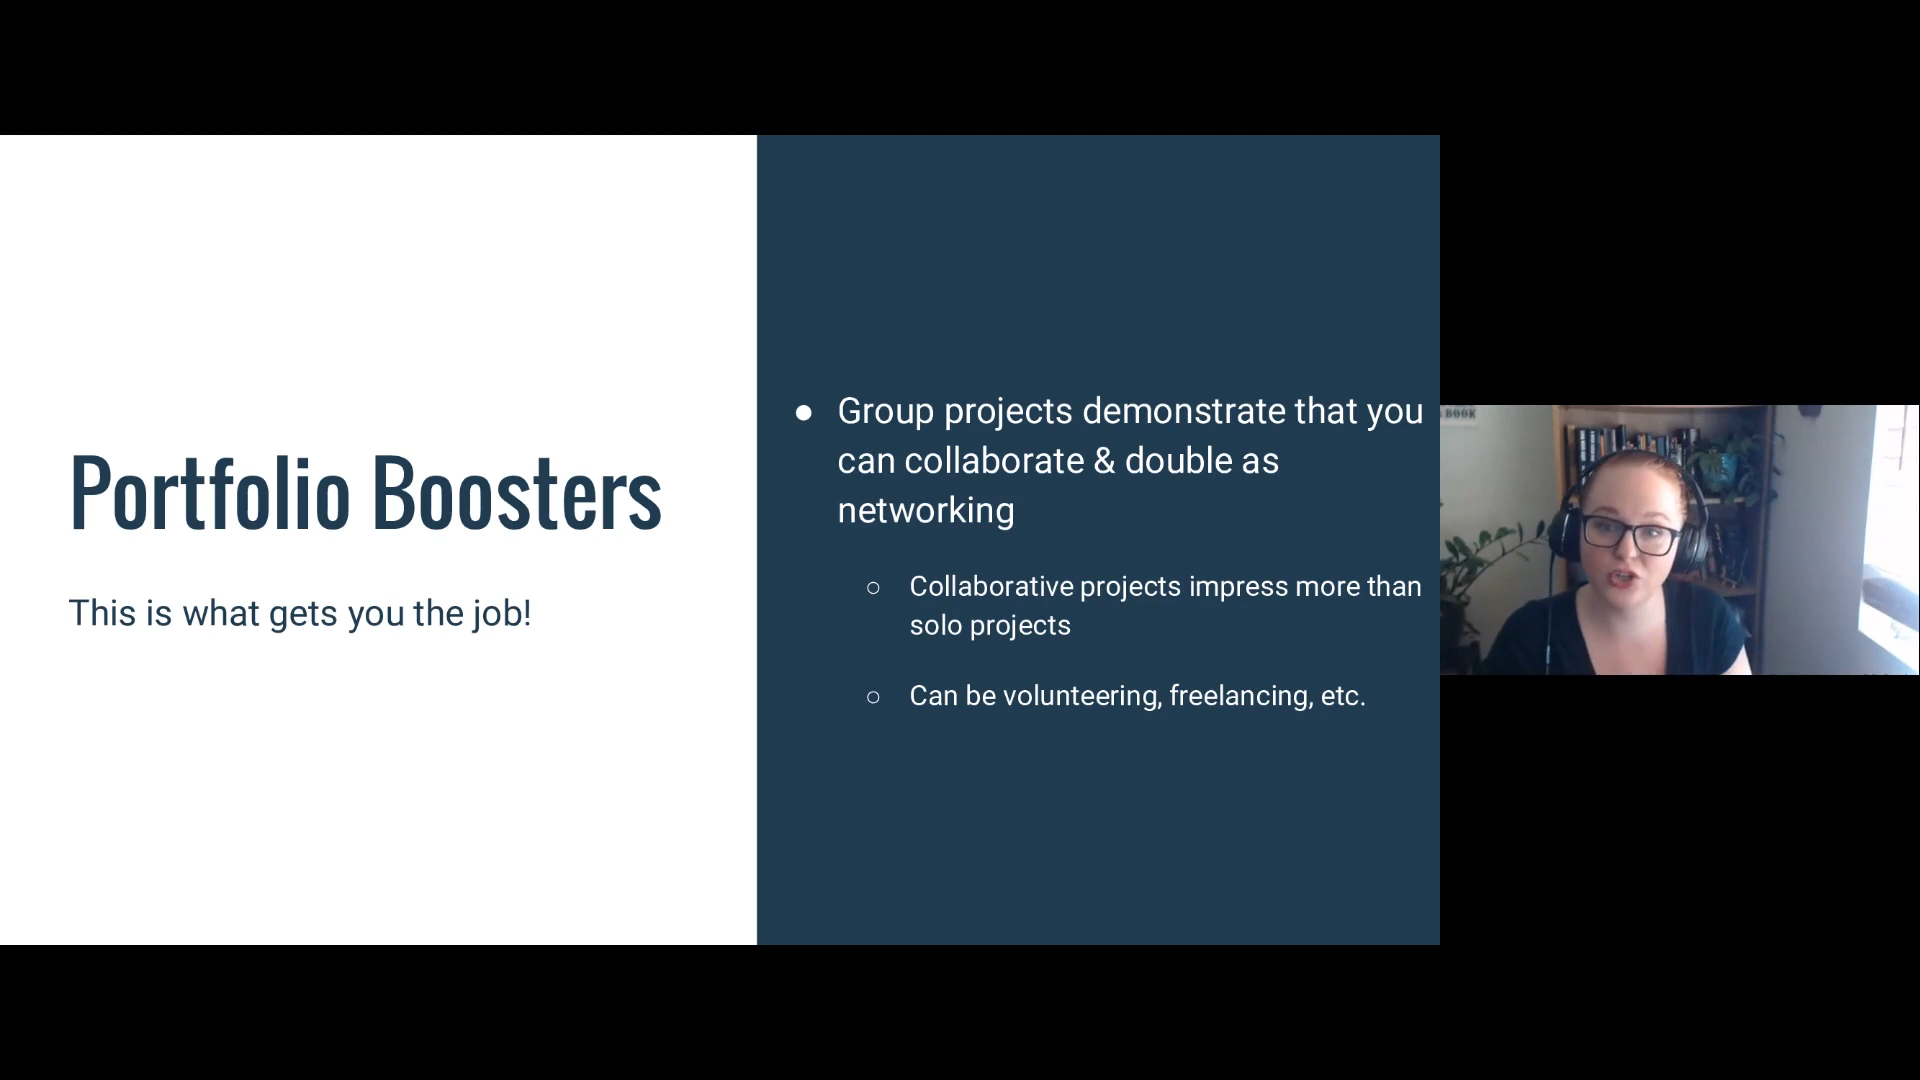 Portfolio Boosters
This is what gets you the job!
● Group projects demonstrate that you
can collaborate & double as
networking
○ Collaborative projects impress more than
solo projects
○ Can be volunteering, freelancing, etc.
BOOK